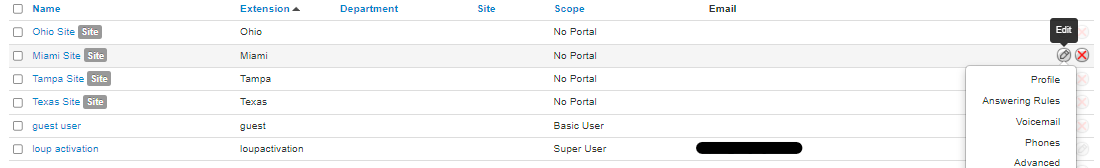 Name Extension Department Site Scope Email
Ohio Site Site Ohio No Portal Edit
Miami Site Site Miami No Portal
Tampa Site Site Tampa No Portal Profile
Texas Site Site Texas No Portal Answering Rules
guest user guest Basic User Voicemail
loup activation loupactivation Super User Phones
Advanced